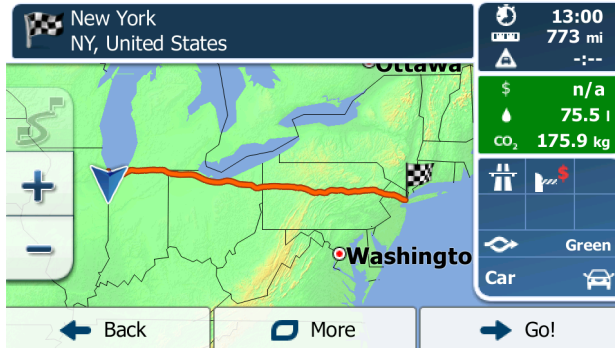 New York
NY, United States
13:00
773 mi
-:--
$ n/a
75.5 l
CO₂ 175.9 kg
$
Green
Car
Ottawa
Washingto
+
-
Back
More
Go!